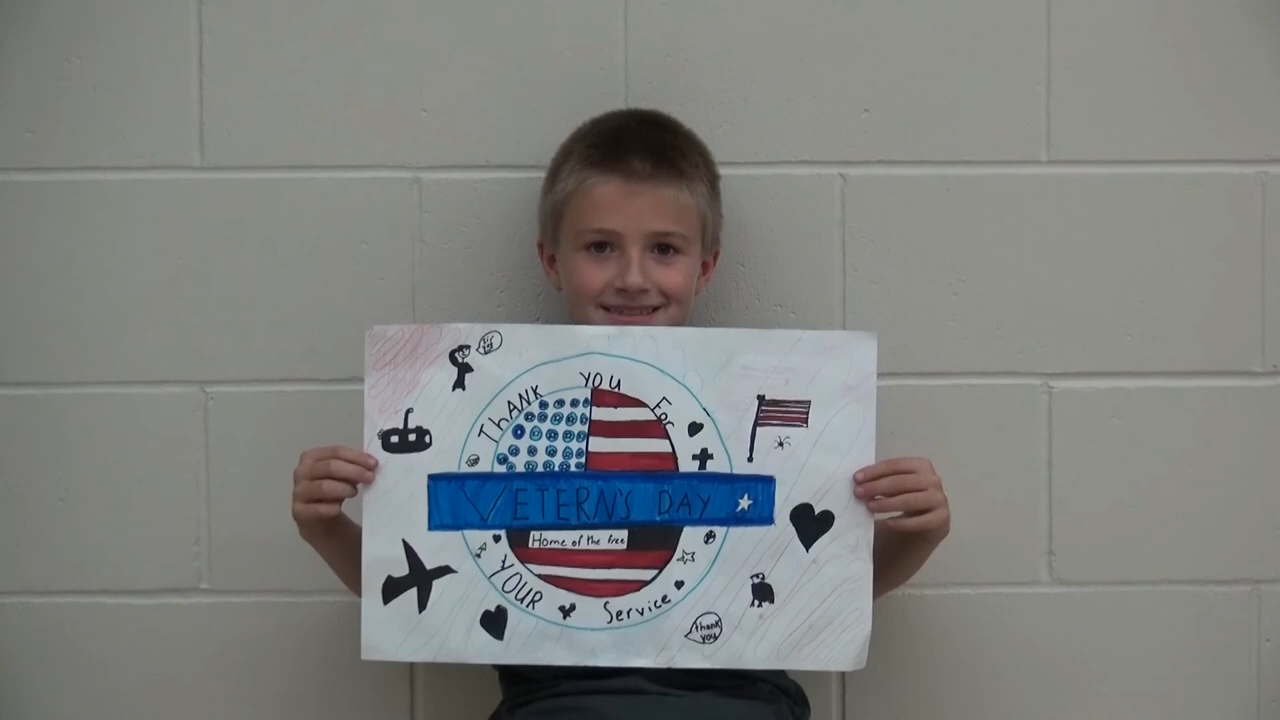 ThANK YOU FOR
VETERN'S DAY
Home of the free
YOUR Service
thank you